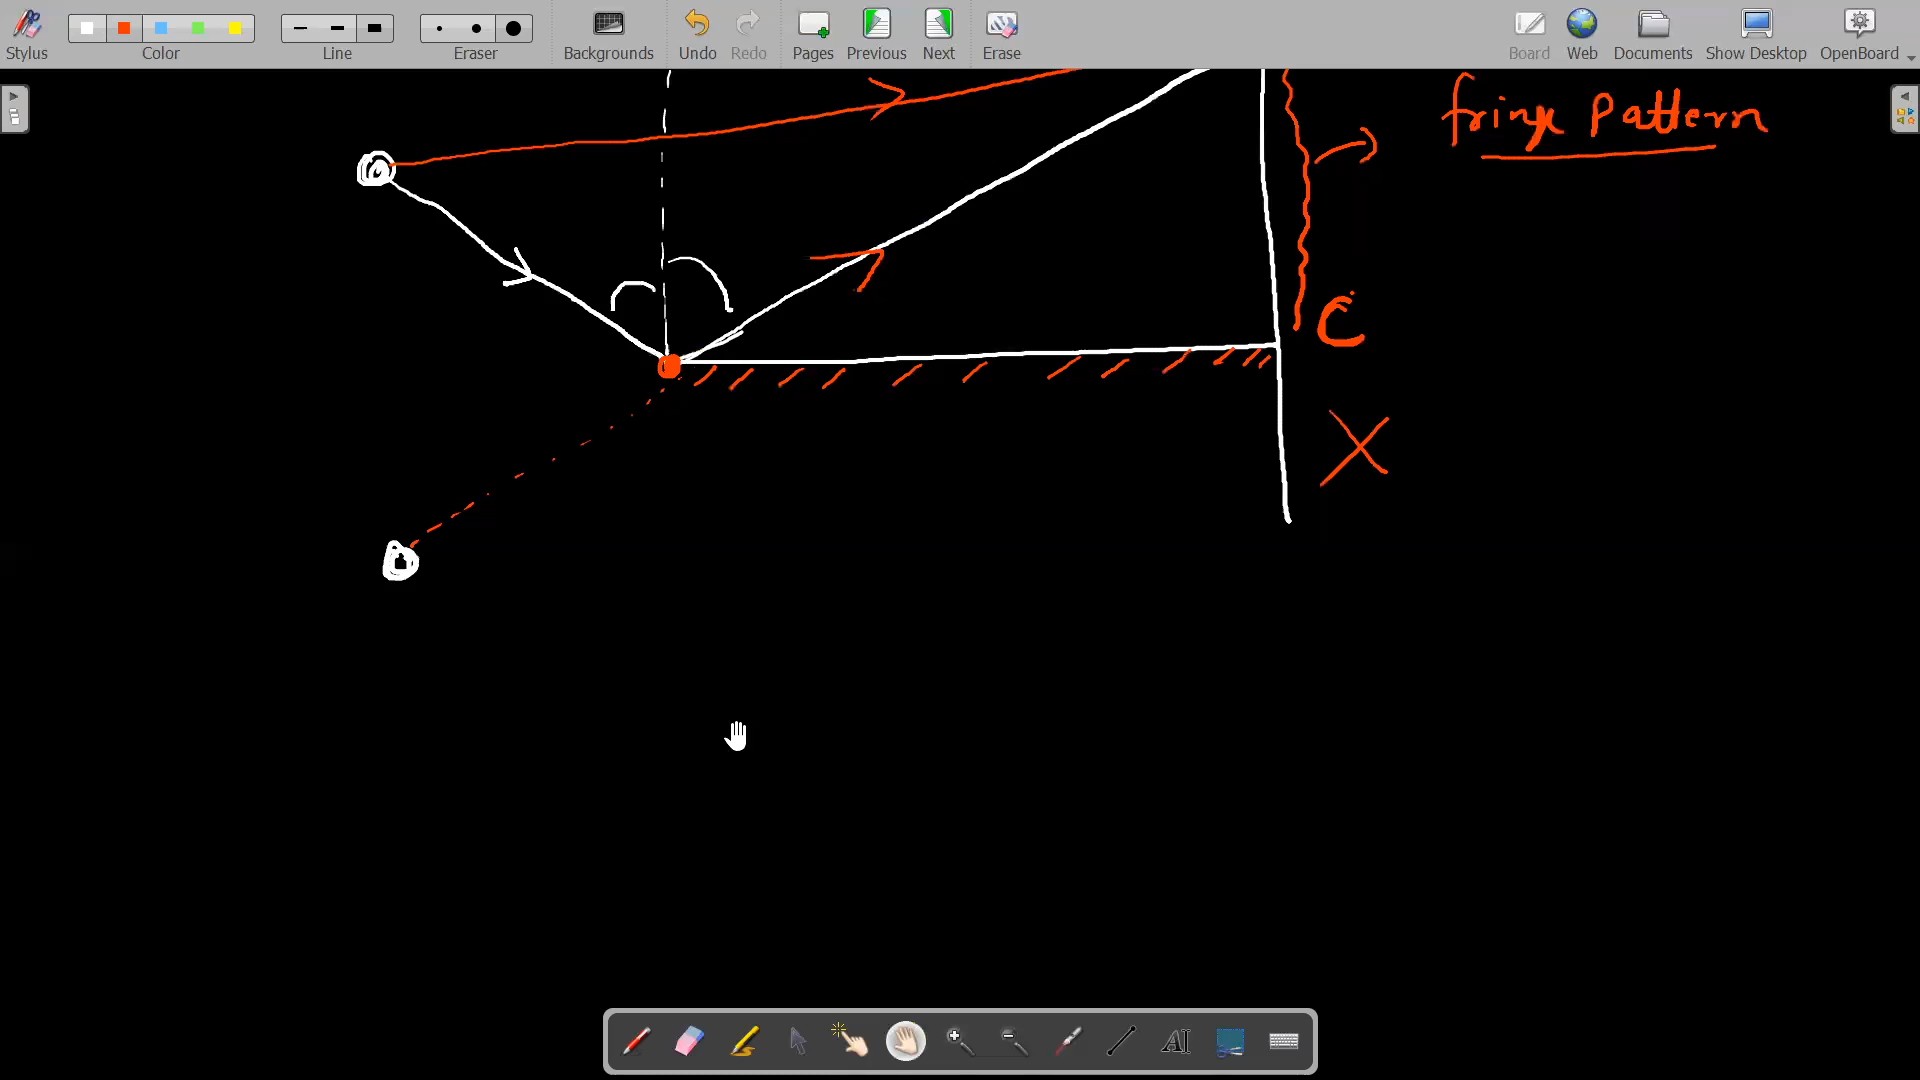 Stylus Color Line Eraser Backgrounds Undo Redo Pages Previous Next Erase Board Web Documents Show Desktop OpenBoard
fringe Pattern
C
X
AI